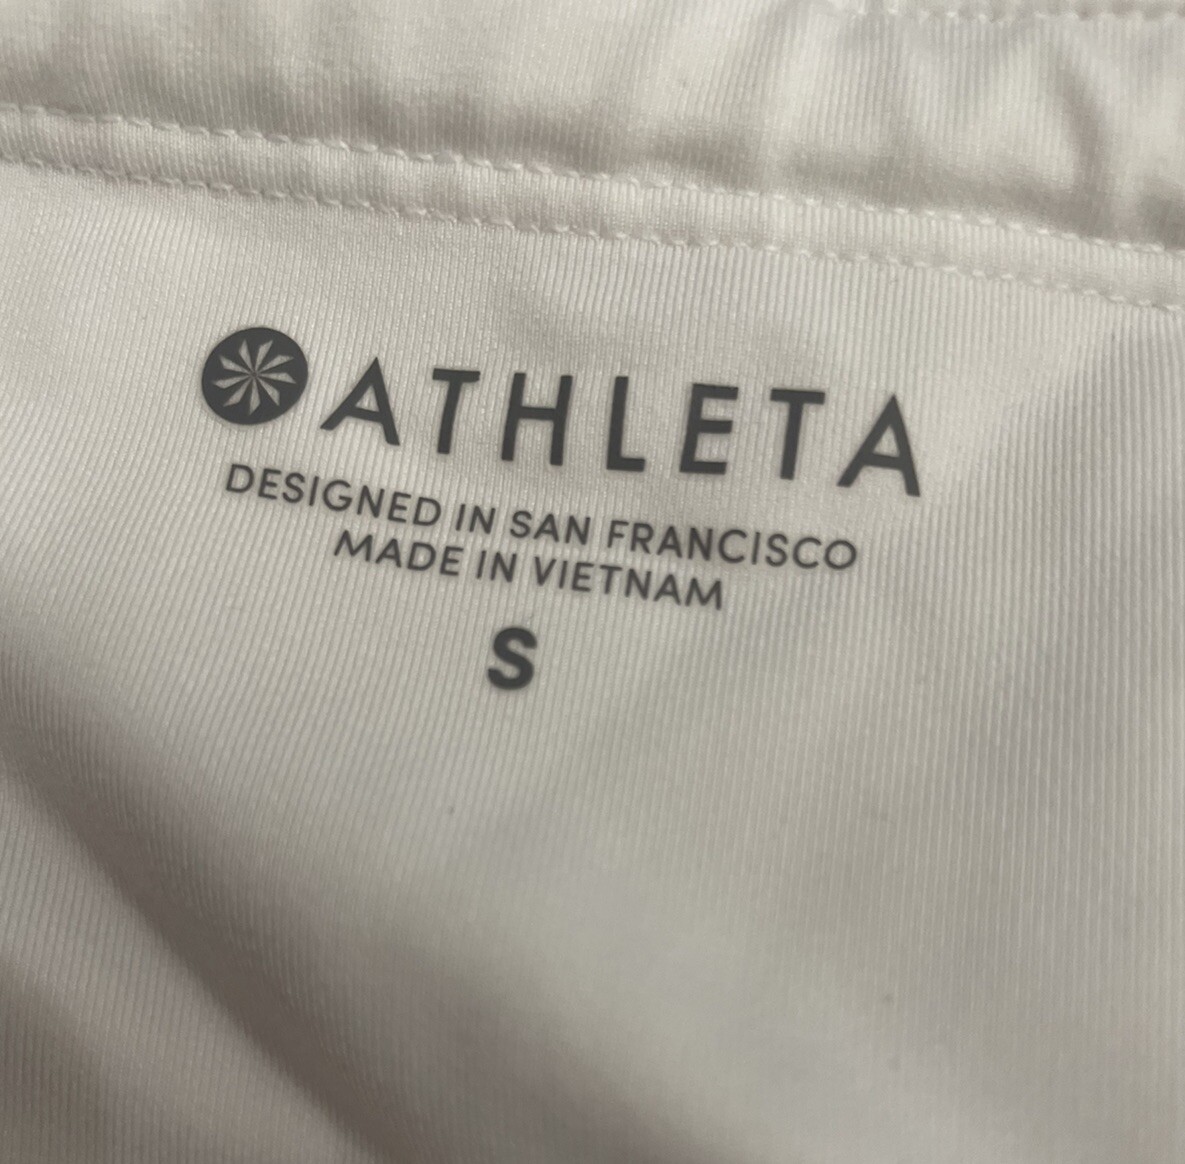 ATHLETA
DESIGNED IN SAN FRANCISCO
MADE IN VIETNAM
S